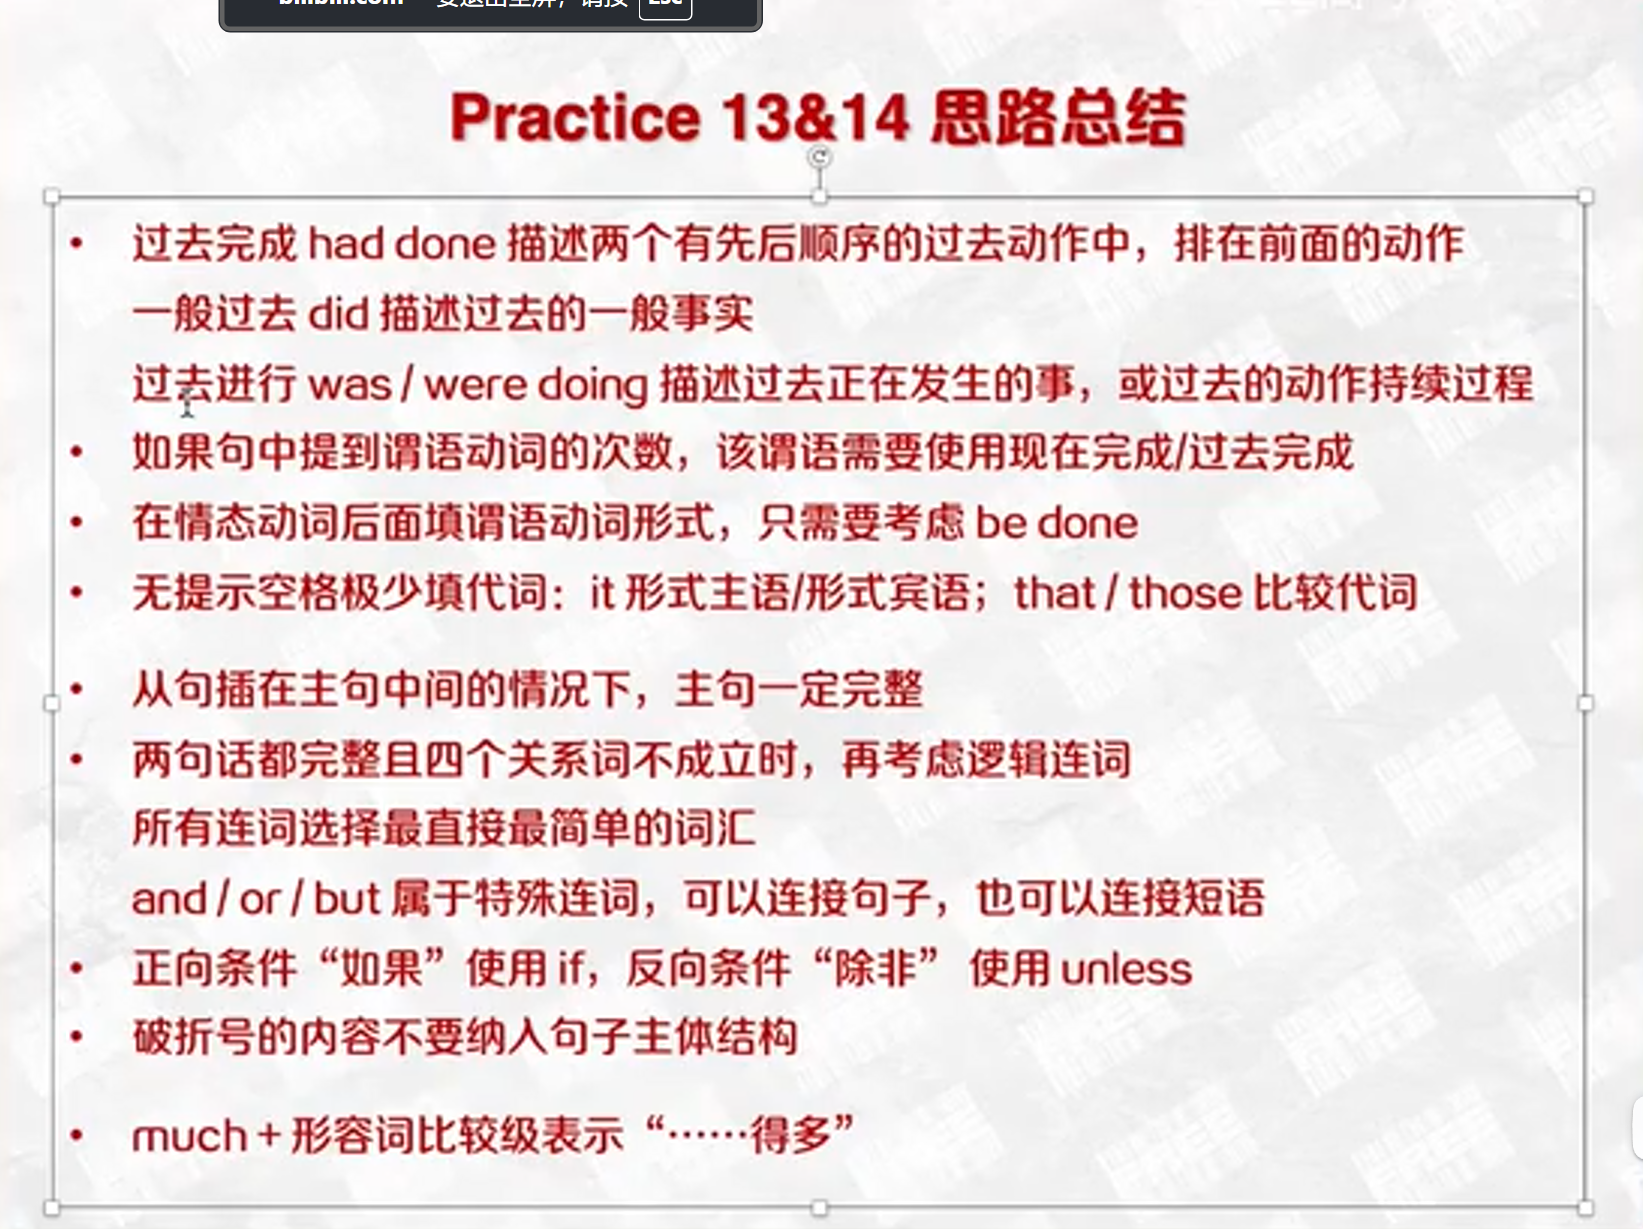 Esc
Practice 13&14 思路总结
• 过去完成 had done 描述两个有先后顺序的过去动作中，排在前面的动作
一般过去 did 描述过去的一般事实
过去进行 was / were doing 描述过去正在发生的事，或过去的动作持续过程
• 如果句中提到谓语动词的次数，该谓语需要使用现在完成/过去完成
• 在情态动词后面填谓语动词形式，只需要考虑 be done
• 无提示空格极少填代词：it 形式主语/形式宾语；that / those 比较代词
• 从句插在主句中间的情况下，主句一定完整
• 两句话都完整且四个关系词不成立时，再考虑逻辑连词
所有连词选择最直接最简单的词汇
and / or / but 属于特殊连词，可以连接句子，也可以连接短语
• 正向条件“如果”使用 if，反向条件“除非” 使用 unless
• 破折号的内容不要纳入句子主体结构
• much + 形容词比较级表示“……得多”